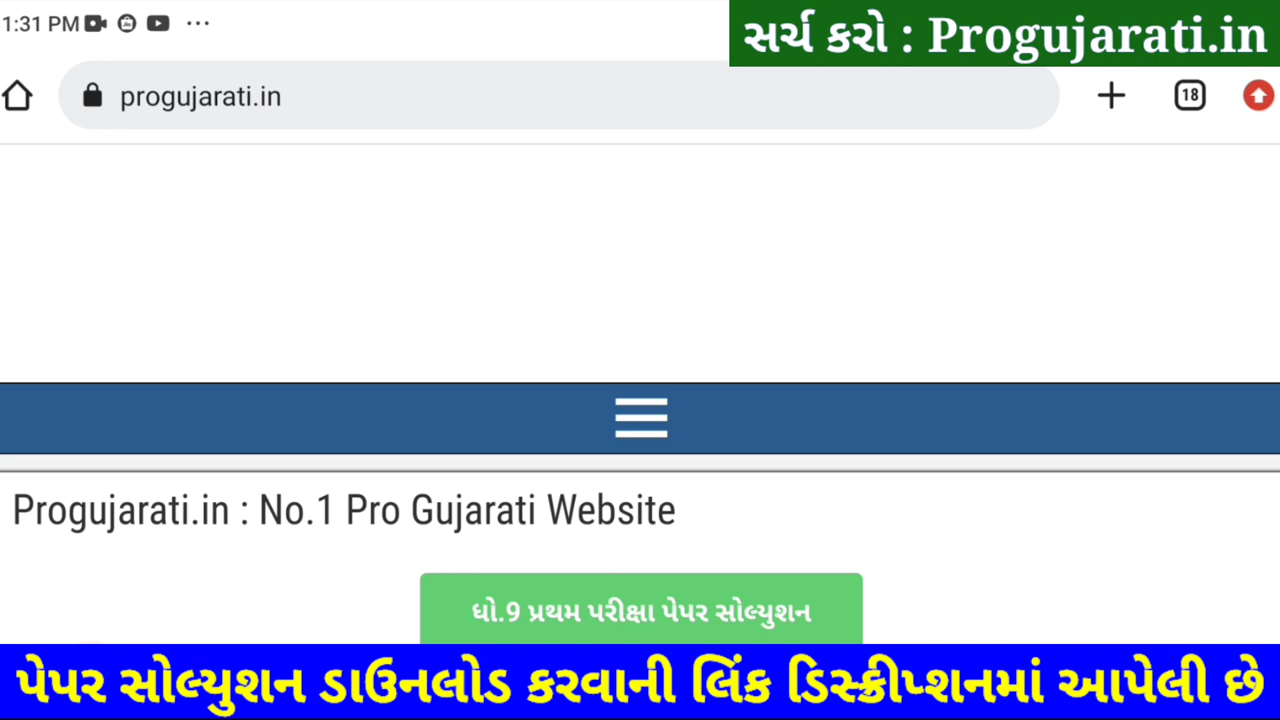 1:31 PM
સર્ચ કરો : Progujarati.in
progujarati.in
18
Progujarati.in : No.1 Pro Gujarati Website
ધો.9 પ્રથમ પરીક્ષા પેપર સોલ્યુશન
પેપર સોલ્યુશન ડાઉનલોડ કરવાની લિંક ડિસ્ક્રીપ્શનમાં આપેલી છે